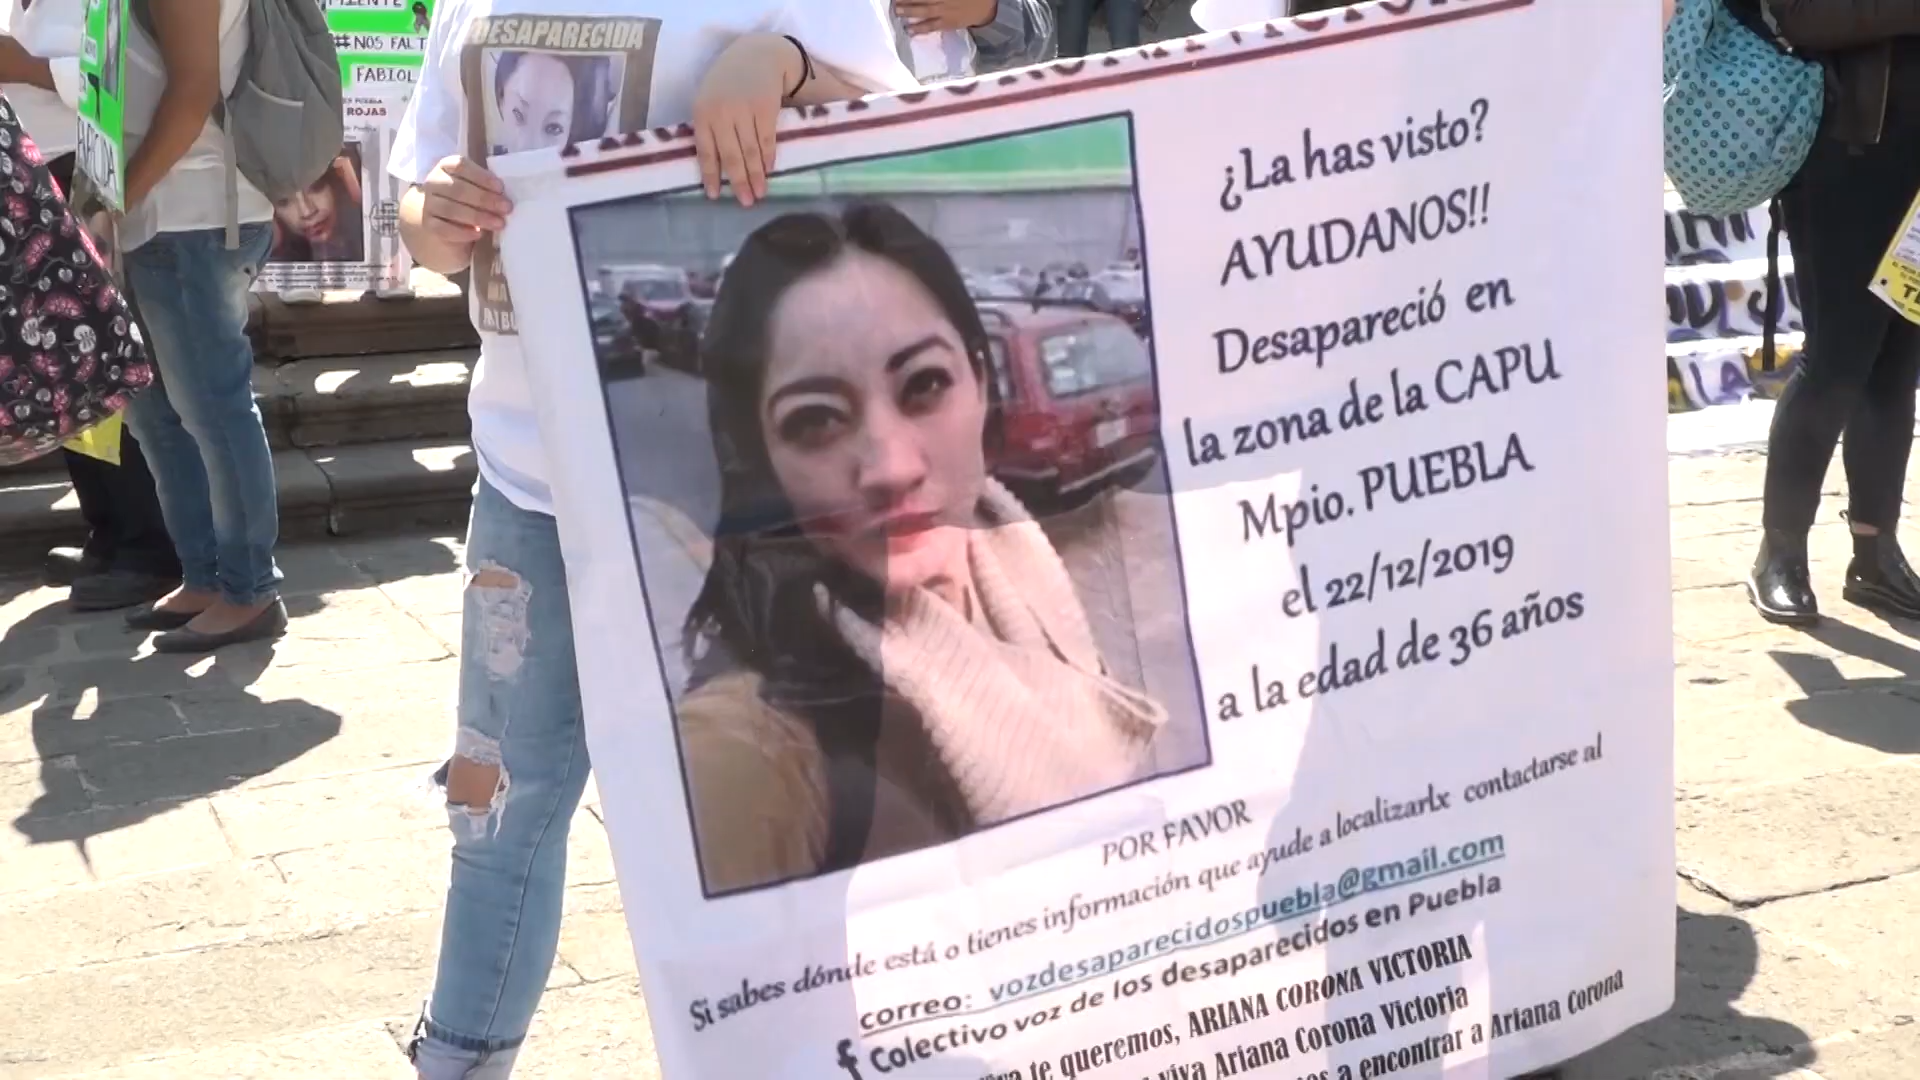 #NOS FALT
FABIOL
ROJAS
DESAPARECIDA
¿La has visto?
AYUDANOS!!
Desapareció en
la zona de la CAPU
Mpio. PUEBLA
el 22/12/2019
a la edad de 36 años
POR FAVOR
Si sabes dónde está o tienes información que ayude a localizarlx contactarse al
correo: vozdesaparecidospuebla@gmail.com
Colectivo voz de los desaparecidos en Puebla
te queremos, ARIANA CORONA VICTORIA
viva Ariana Corona Victoria
a encontrar a Ariana Corona